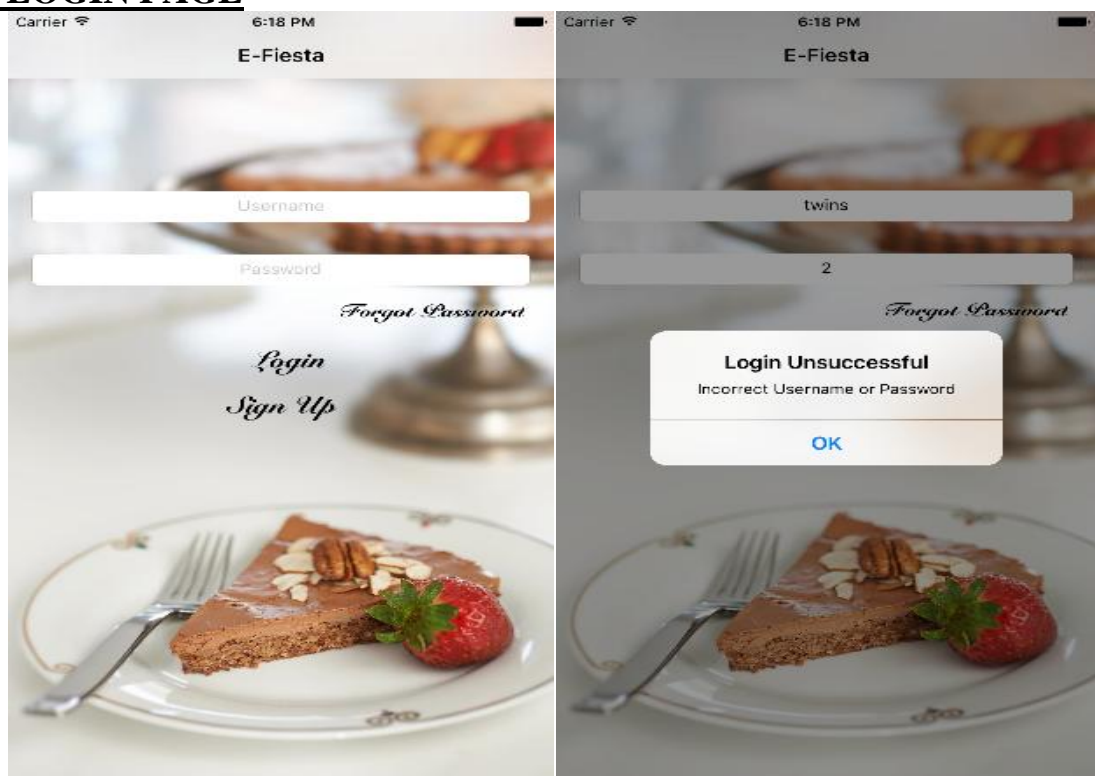 LOGIN PAGE
Carrier 6:18 PM
E-Fiesta
Username
Password
Forgot Password
Login
Sign Up
Carrier 6:18 PM
E-Fiesta
twins
2
Forgot Password
Login Unsuccessful
Incorrect Username or Password
OK